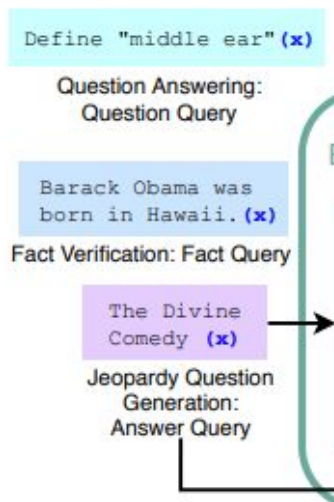 Define "middle ear" (x)
Question Answering:
Question Query
Barack Obama was
born in Hawaii. (x)
Fact Verification: Fact Query
The Divine
Comedy (x)
Jeopardy Question
Generation:
Answer Query